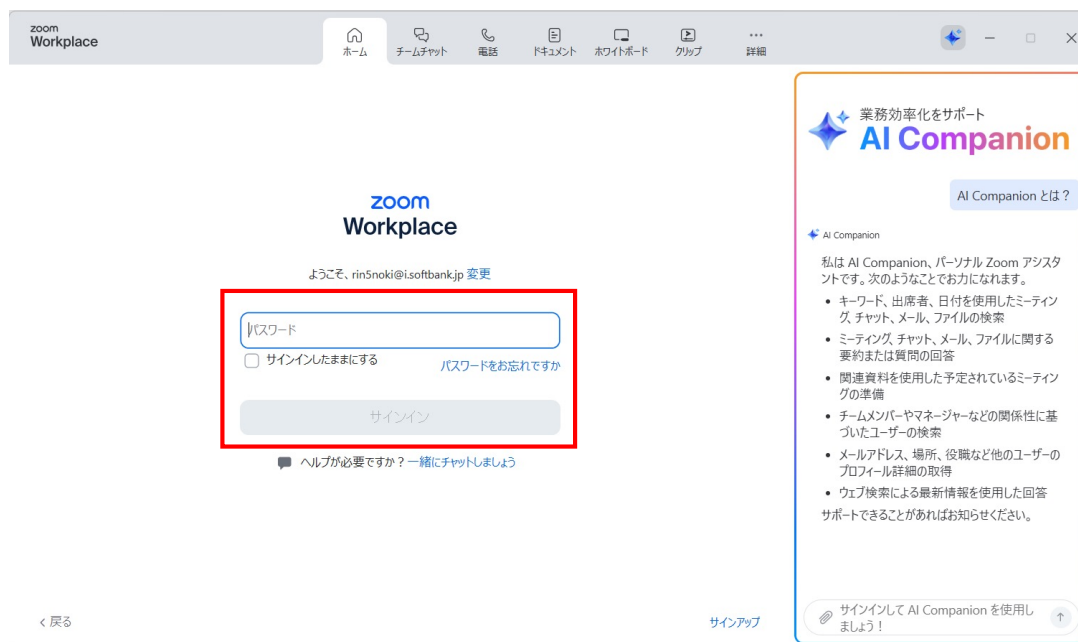 zoom
Workplace
ホーム
チームチャット
電話
ドキュメント
ホワイトボード
クリップ
詳細
zoom
Workplace
ようこそ、rin5noki@i.softbank.jp 変更
パスワード
サインインしたままにする
パスワードをお忘れですか
サインイン
ヘルプが必要ですか？一緒にチャットしましょう
戻る
サインアップ
業務効率化をサポート
AI Companion
AI Companion とは？
AI Companion
私は AI Companion、パーソナル Zoom アシスタ
ントです。次のようなことでお力になれます。
• キーワード、出席者、日付を使用したミーティン
グ、チャット、メール、ファイルの検索
• ミーティング、チャット、メール、ファイルに関する
要約または質問の回答
• 関連資料を使用した予定されているミーティン
グの準備
• チームメンバーやマネージャーなどの関係性に基
づいたユーザーの検索
• メールアドレス、場所、役職など他のユーザーの
プロフィール詳細の取得
• ウェブ検索による最新情報を使用した回答
サポートできることがあればお知らせください。
サインインして AI Companion を使用し
ましょう！